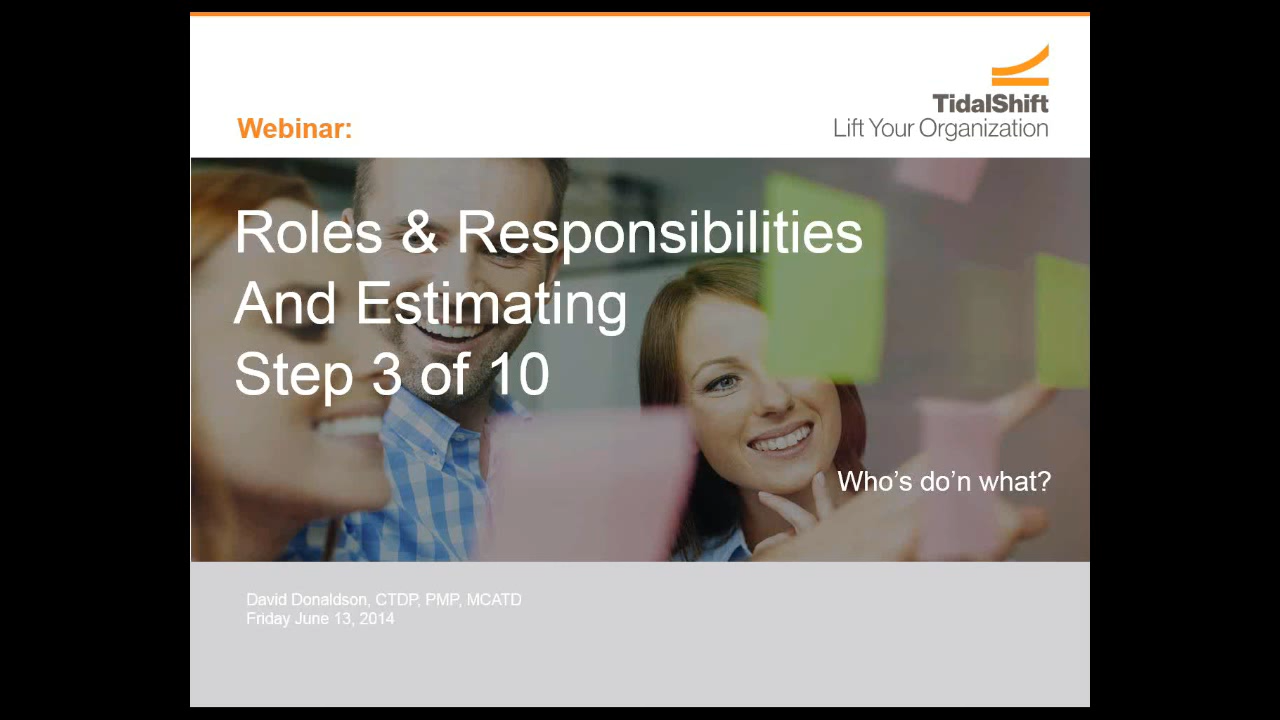 TidalShift
Lift Your Organization
Webinar:
Roles & Responsibilities
And Estimating
Step 3 of 10
Who's do'n what?
David Donaldson, CTDP, PMP, MCATD
Friday June 13, 2014